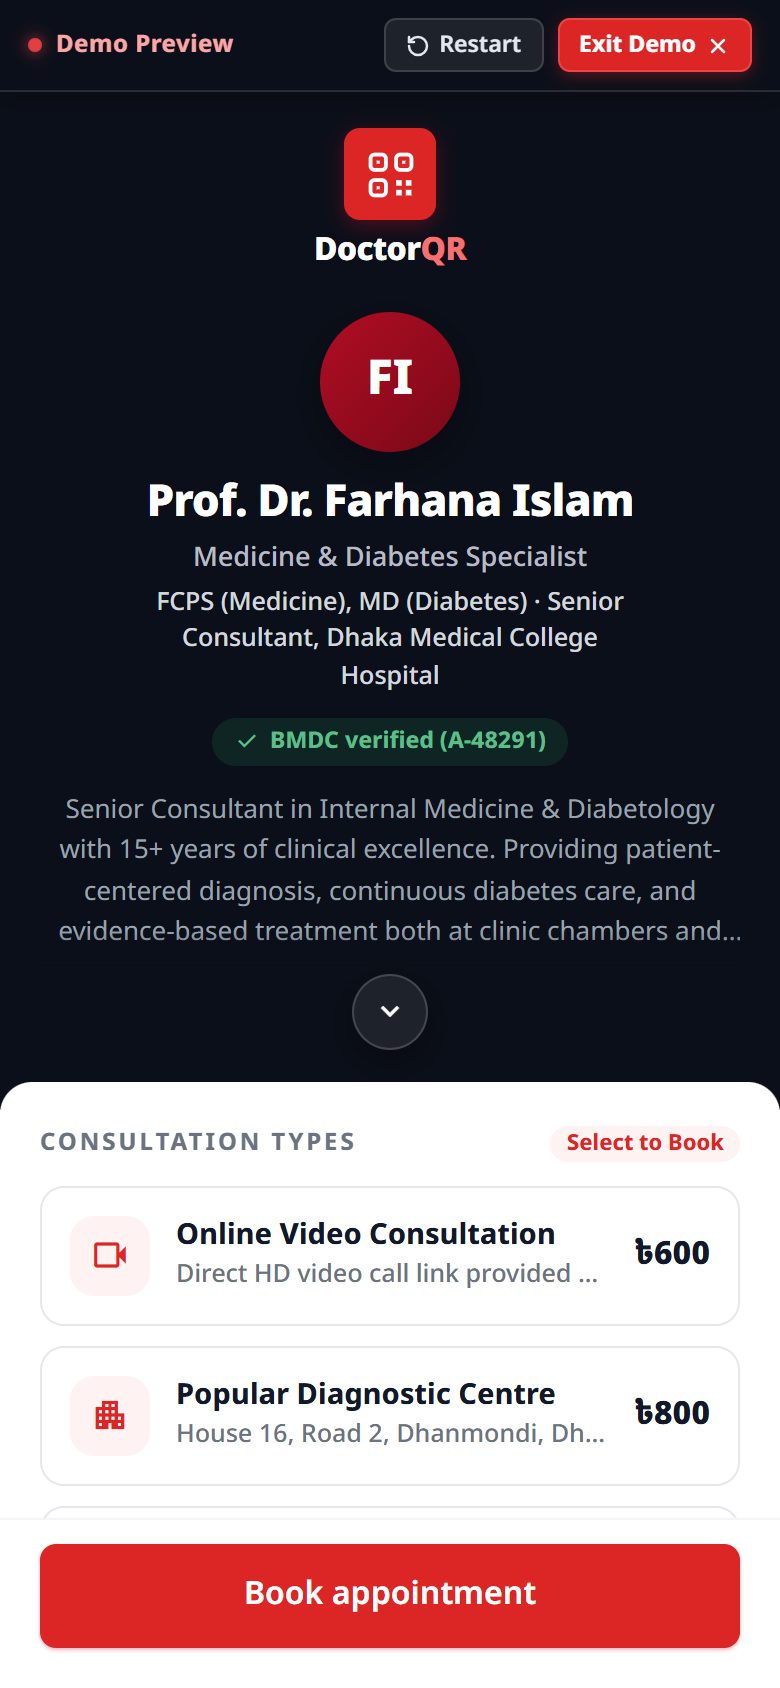 Demo Preview
Restart
Exit Demo
DoctorQR
FI
Prof. Dr. Farhana Islam
Medicine & Diabetes Specialist
FCPS (Medicine), MD (Diabetes) · Senior
Consultant, Dhaka Medical College
Hospital
BMDC verified (A-48291)
Senior Consultant in Internal Medicine & Diabetology
with 15+ years of clinical excellence. Providing patient-
centered diagnosis, continuous diabetes care, and
evidence-based treatment both at clinic chambers and...
CONSULTATION TYPES
Select to Book
Online Video Consultation
৳600
Direct HD video call link provided ...
Popular Diagnostic Centre
৳800
House 16, Road 2, Dhanmondi, Dh...
Book appointment